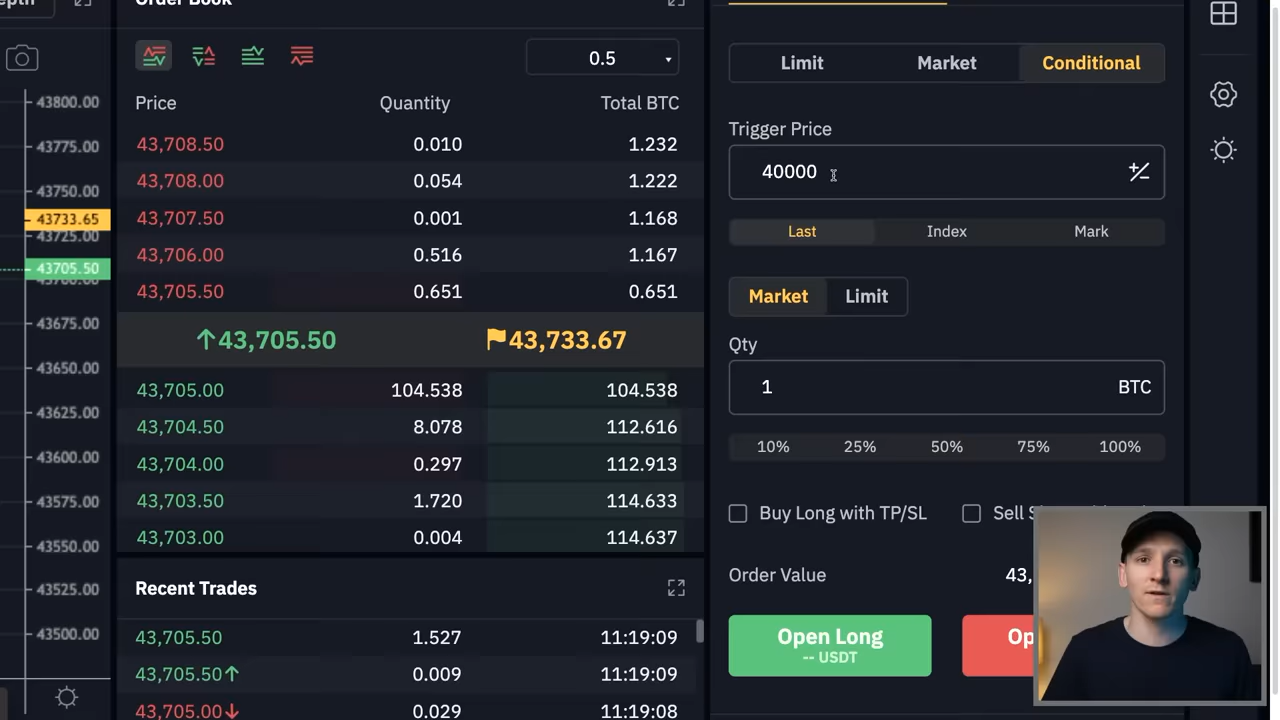 Order Book
0.5
Price Quantity Total BTC
43,708.50 0.010 1.232
43,708.00 0.054 1.222
43,707.50 0.001 1.168
43,706.00 0.516 1.167
43,705.50 0.651 0.651
43,705.50 43,733.67
43,705.00 104.538 104.538
43,704.50 8.078 112.616
43,704.00 0.297 112.913
43,703.50 1.720 114.633
43,703.00 0.004 114.637
Recent Trades
43,705.50 1.527 11:19:09
43,705.50 0.009 11:19:09
43,705.00 0.029 11:19:08
43800.00
43775.00
43750.00
43733.65
43725.00
43705.50
43675.00
43650.00
43625.00
43600.00
43575.00
43550.00
43525.00
43500.00
Limit Market Conditional
Trigger Price
40000
Last Index Mark
Market Limit
Qty
1 BTC
10% 25% 50% 75% 100%
Buy Long with TP/SL Sell
Order Value 43,
Open Long
-- USDT
Op